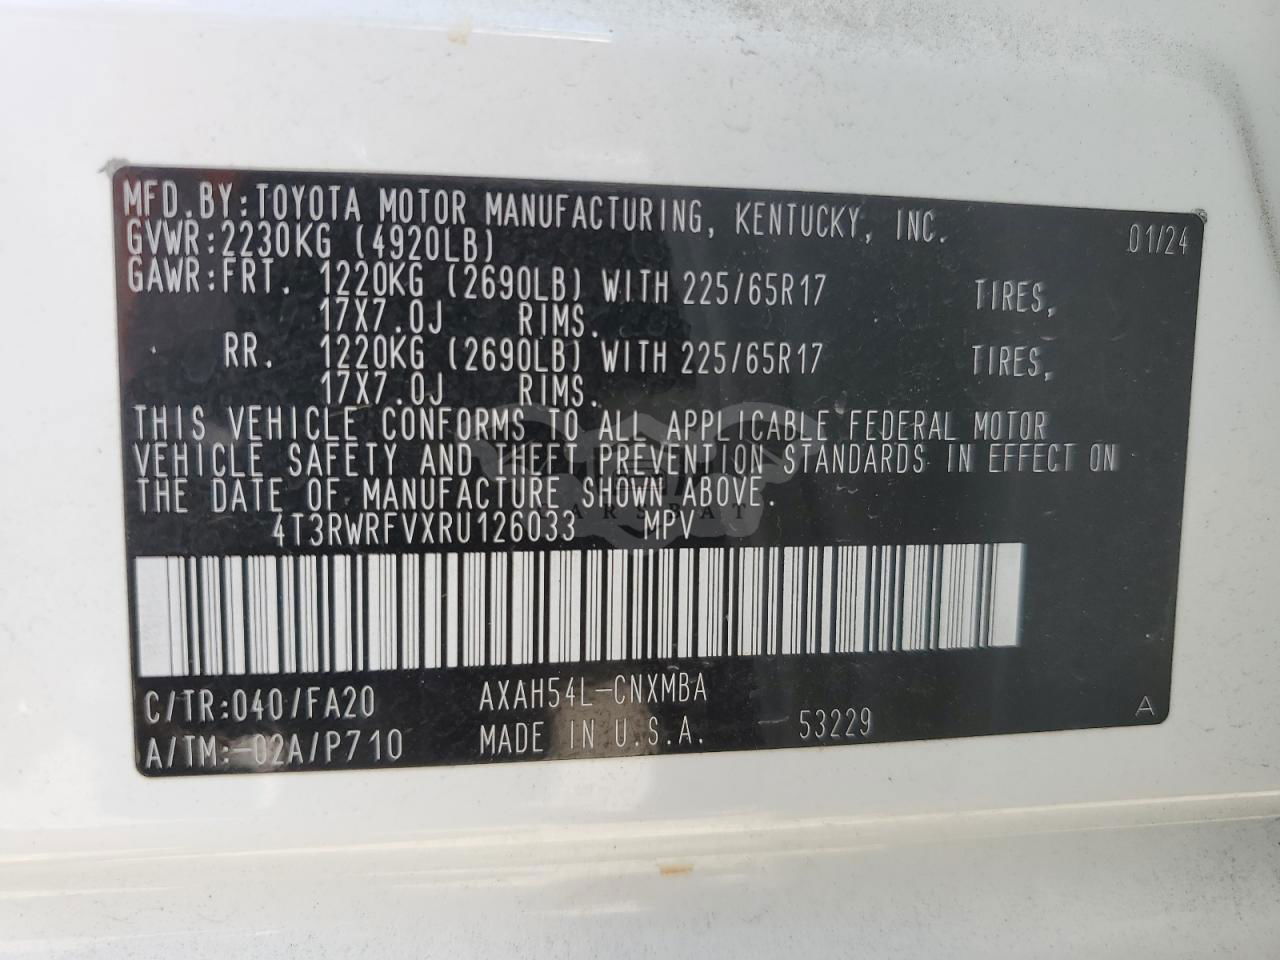 MFD.BY:TOYOTA MOTOR MANUFACTURING, KENTUCKY, INC. 01/24
GVWR:2230KG (4920LB)
GAWR:FRT. 1220KG (2690LB) WITH 225/65R17 TIRES,
17X7.0J RIMS.
RR. 1220KG (2690LB) WITH 225/65R17 TIRES,
17X7.0J RIMS.
THIS VEHICLE CONFORMS TO ALL APPLICABLE FEDERAL MOTOR
VEHICLE SAFETY AND THEFT PREVENTION STANDARDS IN EFFECT ON
THE DATE OF MANUFACTURE SHOWN ABOVE.
CARSBAT
4T3RWRFVXRU126033 MPV
C/TR:040/FA20 AXAH54L-CNXMBA
A/TM:-02A/P710 MADE IN U.S.A. 53229 A